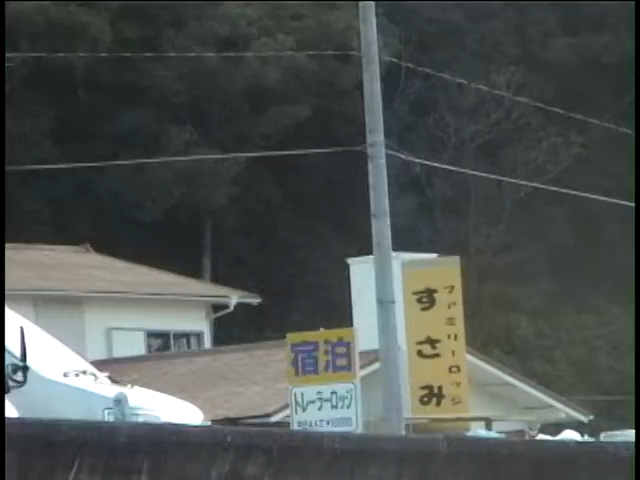 宿泊
トレーラーロッジ
ファミリーロッジ
すさみ